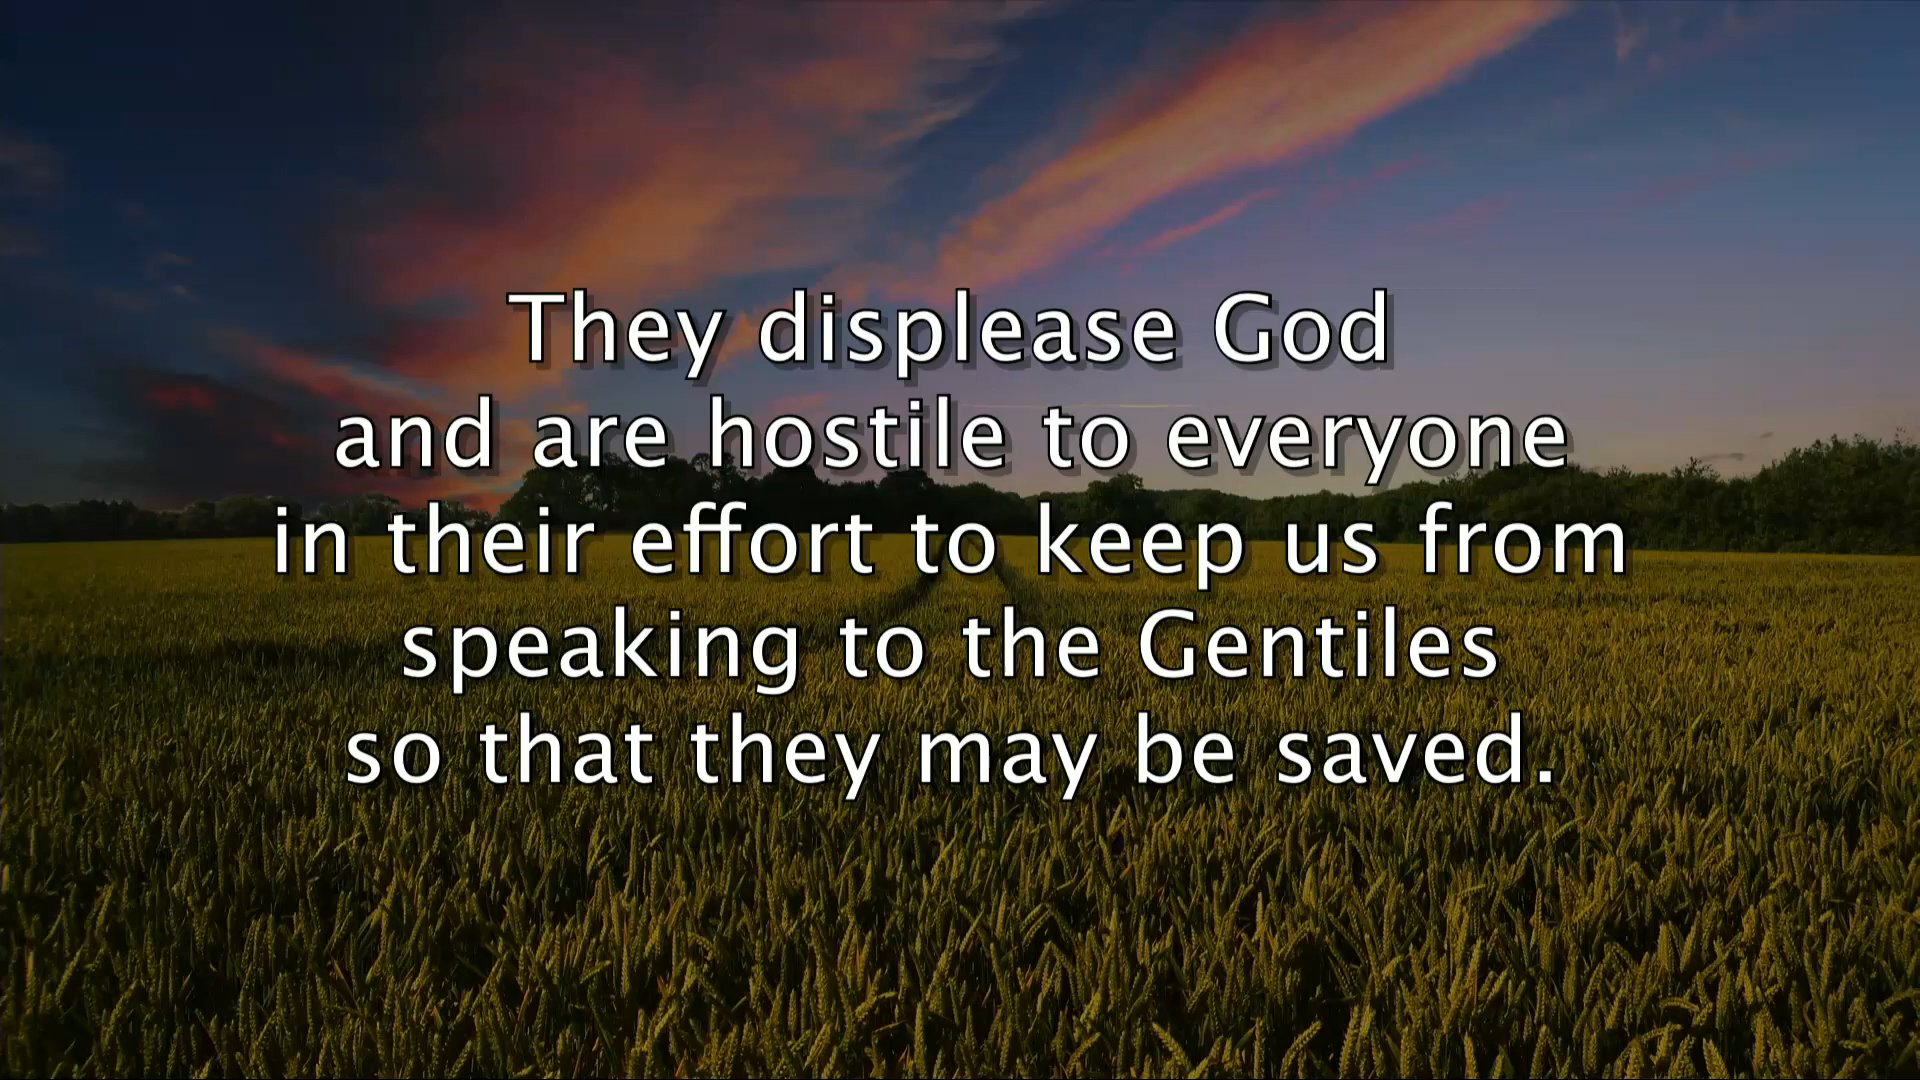 They displease God
and are hostile to everyone
in their effort to keep us from
speaking to the Gentiles
so that they may be saved.